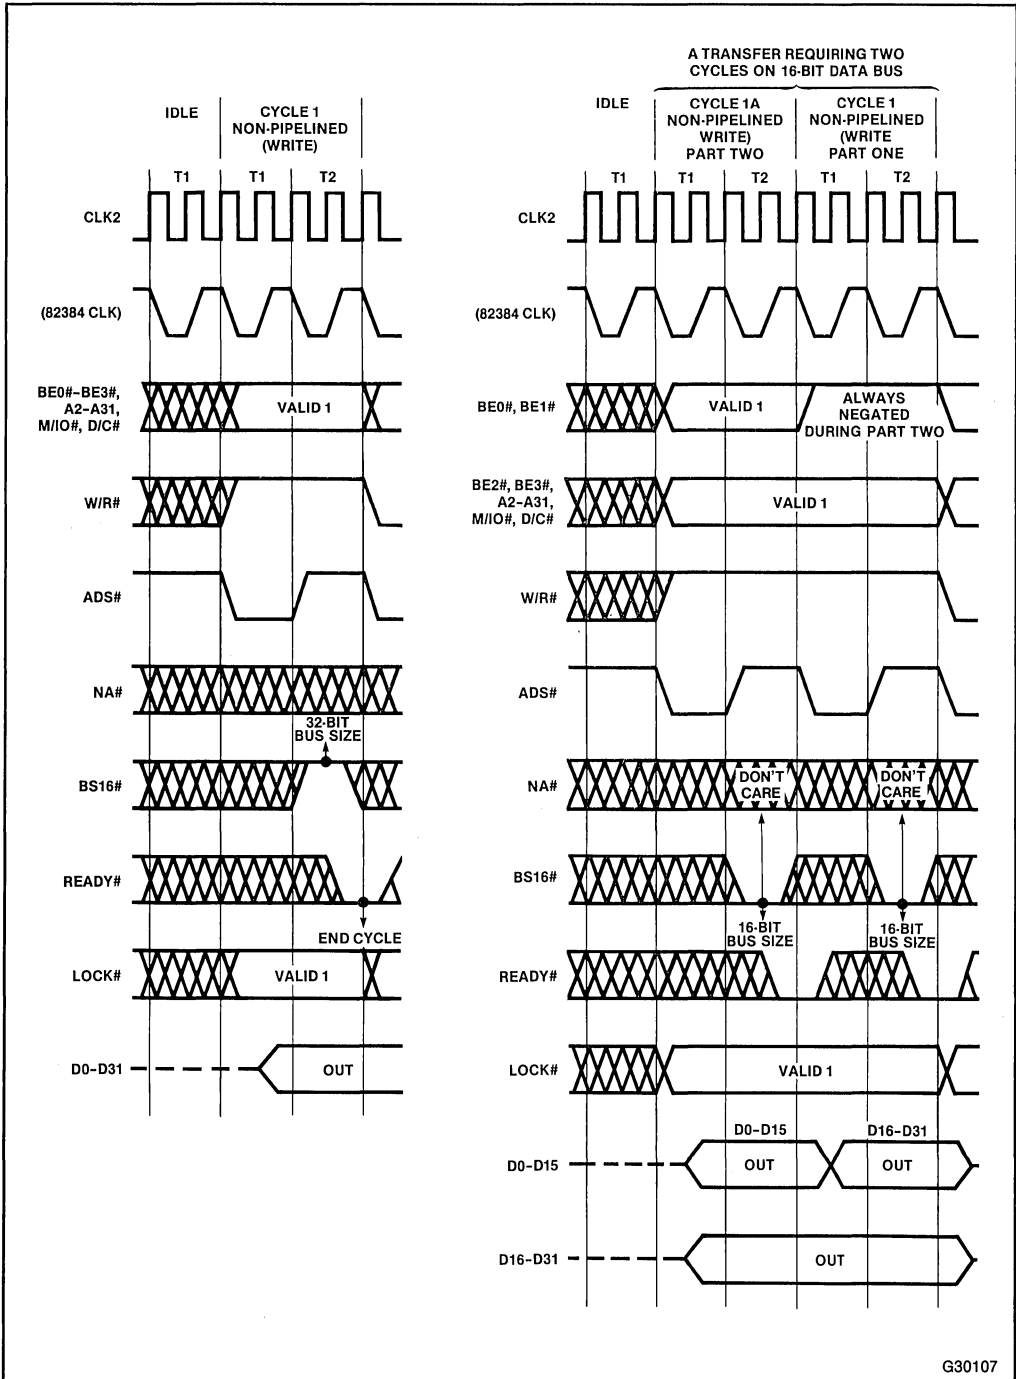 A TRANSFER REQUIRING TWO
CYCLES ON 16-BIT DATA BUS
IDLE
CYCLE 1
NON-PIPELINED
(WRITE)
T1
T1
T2
CLK2
(82384 CLK)
BE0#-BE3#,
A2-A31,
M/IO#, D/C#
VALID 1
W/R#
ADS#
NA#
32-BIT
BUS SIZE
BS16#
READY#
END CYCLE
LOCK#
VALID 1
D0-D31
OUT
IDLE
CYCLE 1A
NON-PIPELINED
WRITE)
PART TWO
CYCLE 1
NON-PIPELINED
(WRITE
PART ONE
T1
T1
T2
T1
T2
CLK2
(82384 CLK)
BE0#, BE1#
VALID 1
ALWAYS
NEGATED
DURING PART TWO
BE2#, BE3#,
A2-A31,
M/IO#, D/C#
VALID 1
W/R#
ADS#
NA#
DON'T
CARE
DON'T
CARE
BS16#
16-BIT
BUS SIZE
16-BIT
BUS SIZE
READY#
LOCK#
VALID 1
D0-D15
D16-D31
D0-D15
OUT
OUT
D16-D31
OUT
G30107